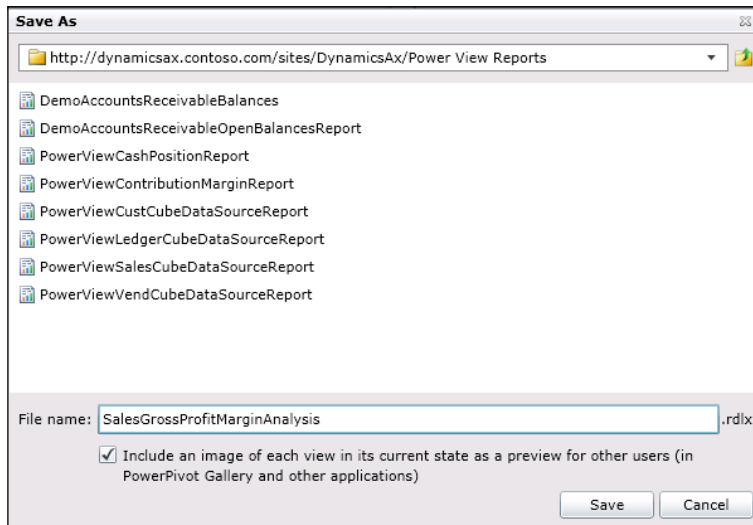 Save As
http://dynamicsax.contoso.com/sites/DynamicsAx/Power View Reports
DemoAccountsReceivableBalances
DemoAccountsReceivableOpenBalancesReport
PowerViewCashPositionReport
PowerViewContributionMarginReport
PowerViewCustCubeDataSourceReport
PowerViewLedgerCubeDataSourceReport
PowerViewSalesCubeDataSourceReport
PowerViewVendCubeDataSourceReport
File name: SalesGrossProfitMarginAnalysis .rdlx
Include an image of each view in its current state as a preview for other users (in
PowerPivot Gallery and other applications)
Save Cancel